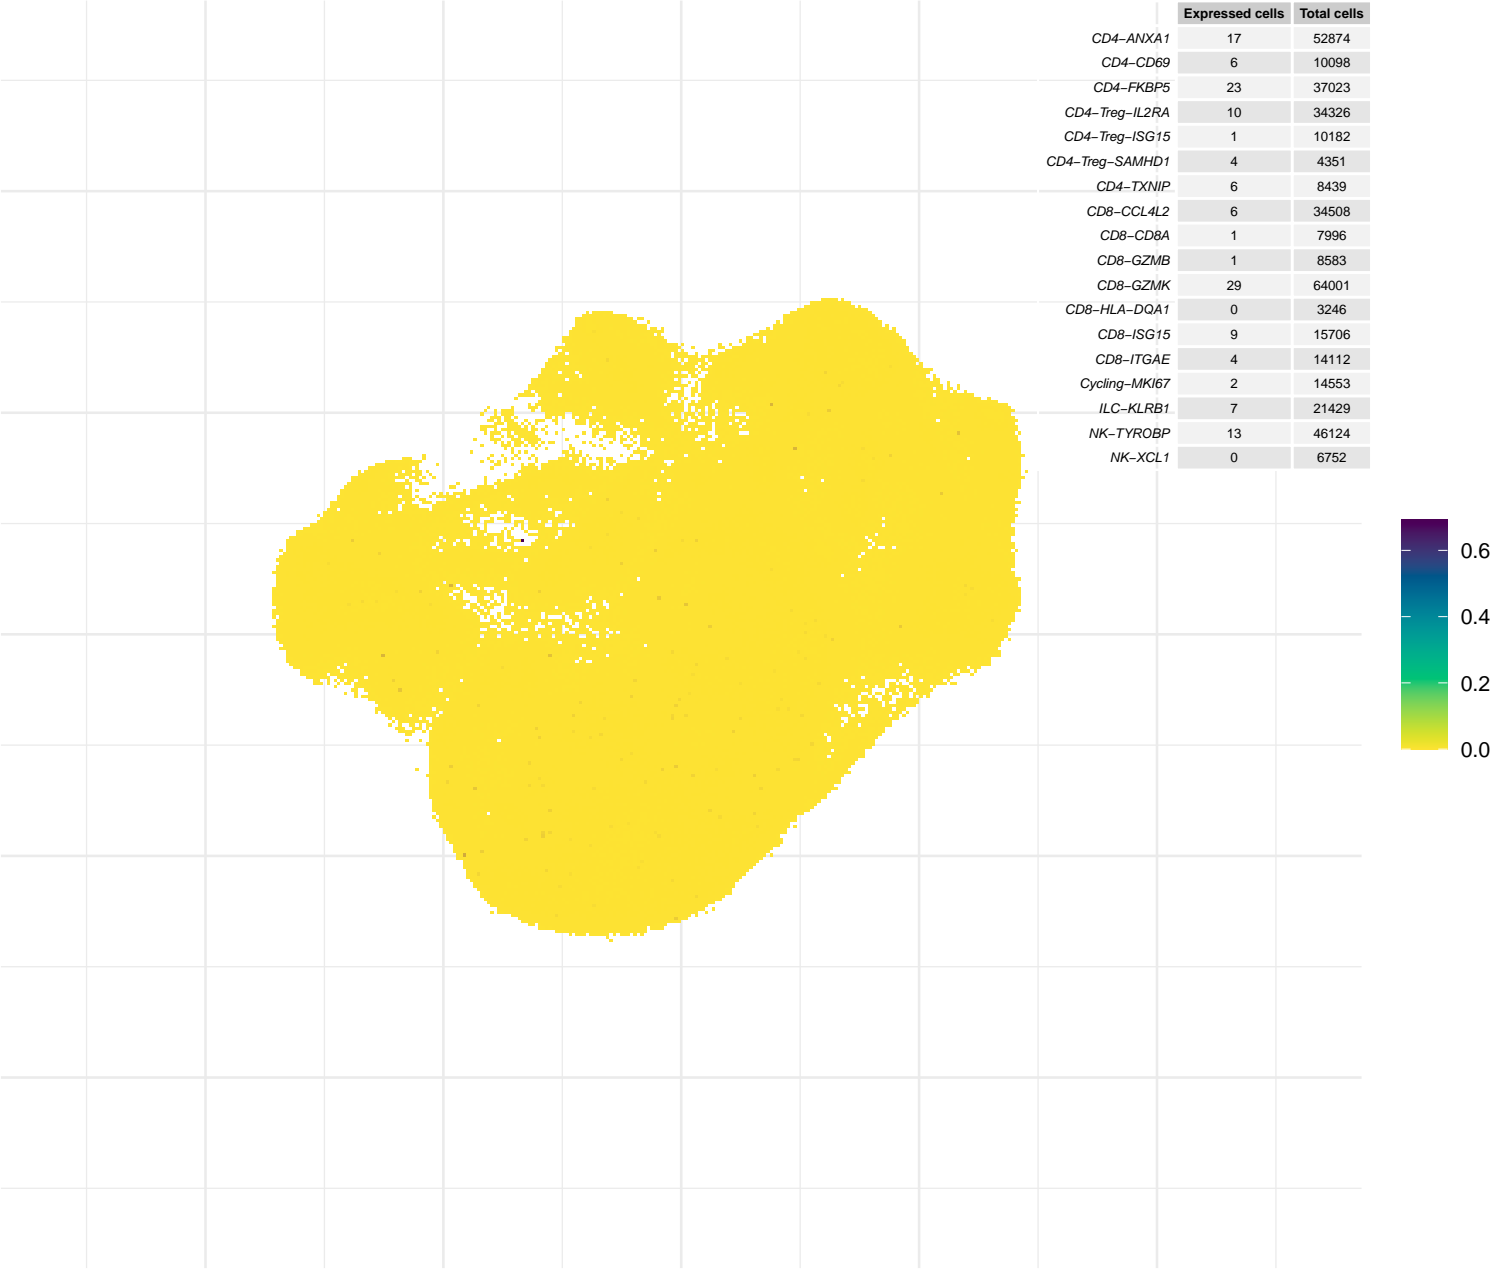 Expressed cells Total cells
CD4−ANXA1 17 52874
CD4−CD69 6 10098
CD4−FKBP5 23 37023
CD4−Treg−IL2RA 10 34326
CD4−Treg−ISG15 1 10182
CD4−Treg−SAMHD1 4 4351
CD4−TXNIP 6 8439
CD8−CCL4L2 6 34508
CD8−CD8A 1 7996
CD8−GZMB 1 8583
CD8−GZMK 29 64001
CD8−HLA−DQA1 0 3246
CD8−ISG15 9 15706
CD8−ITGAE 4 14112
Cycling−MKI67 2 14553
ILC−KLRB1 7 21429
NK−TYROBP 13 46124
NK−XCL1 0 6752
0.6
0.4
0.2
0.0